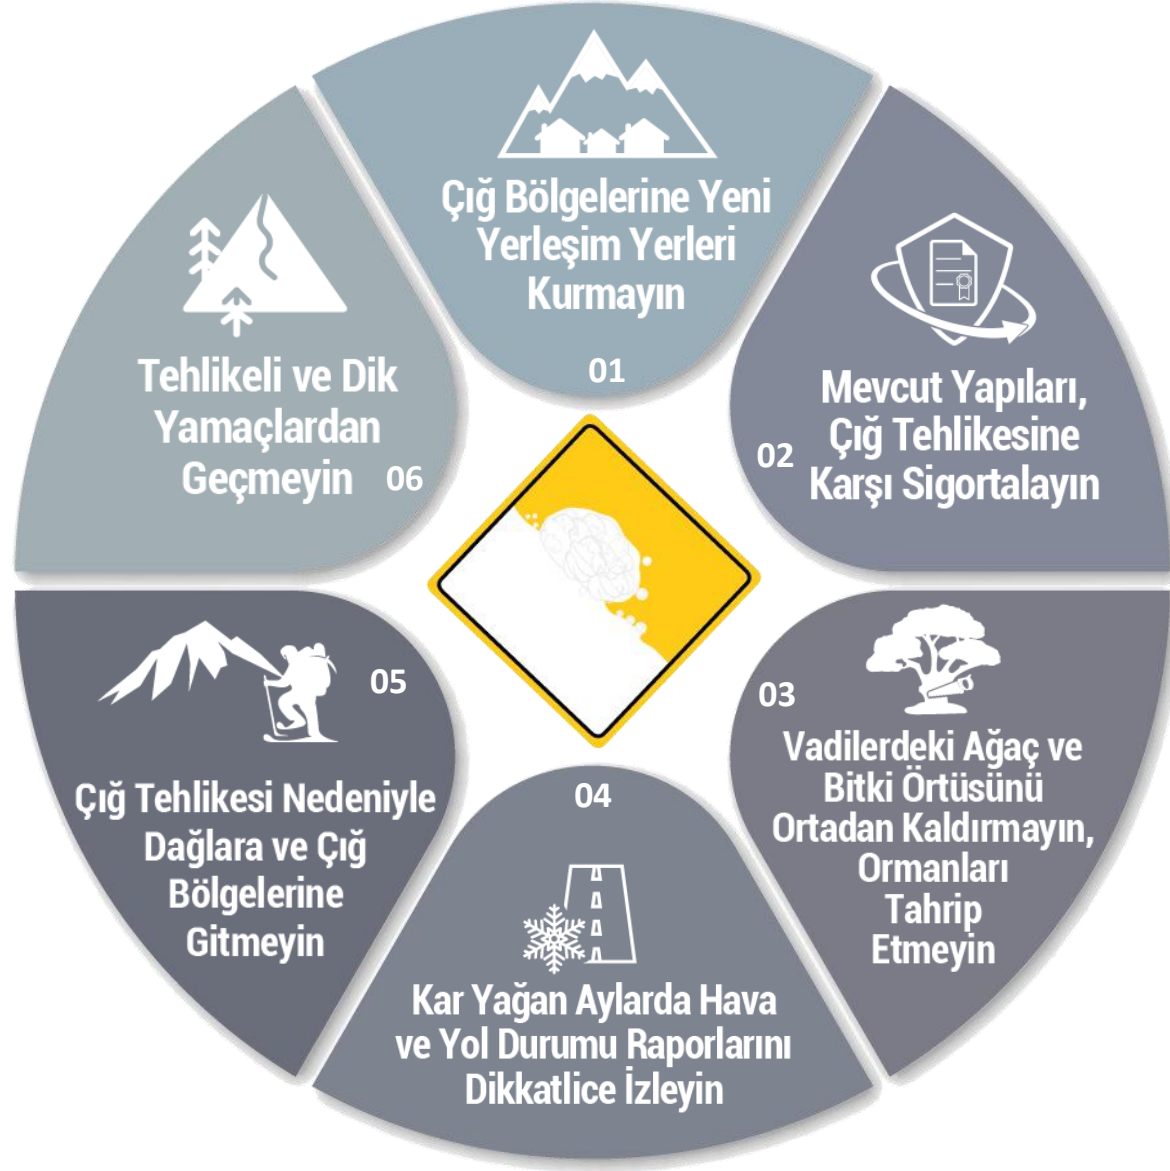 Çığ Bölgelerine Yeni
Yerleşim Yerleri
Kurmayın
01
Mevcut Yapıları,
Çığ Tehlikesine
Karşı Sigortalayın
02
03
Vadilerdeki Ağaç ve
Bitki Örtüsünü
Ortadan Kaldırmayın,
Ormanları
Tahrip
Etmeyin
04
Kar Yağan Aylarda Hava
ve Yol Durumu Raporlarını
Dikkatlice İzleyin
05
Çığ Tehlikesi Nedeniyle
Dağlara ve Çığ
Bölgelerine
Gitmeyin
Tehlikeli ve Dik
Yamaçlardan
Geçmeyin
06